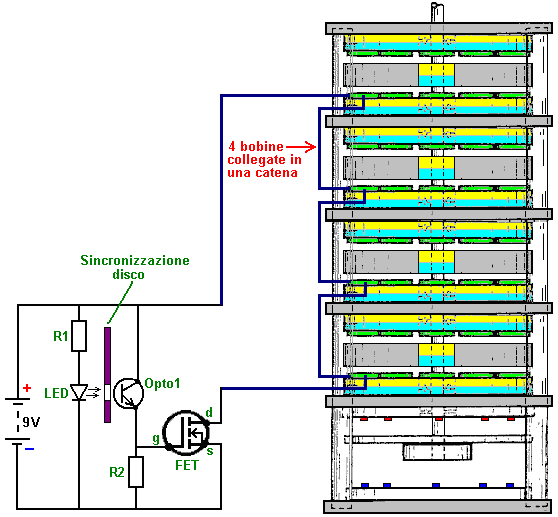 4 bobine
collegate in
una catena
Sincronizzazione
disco
R1
LED
Opto1
+
9V
−
d
g
s
FET
R2